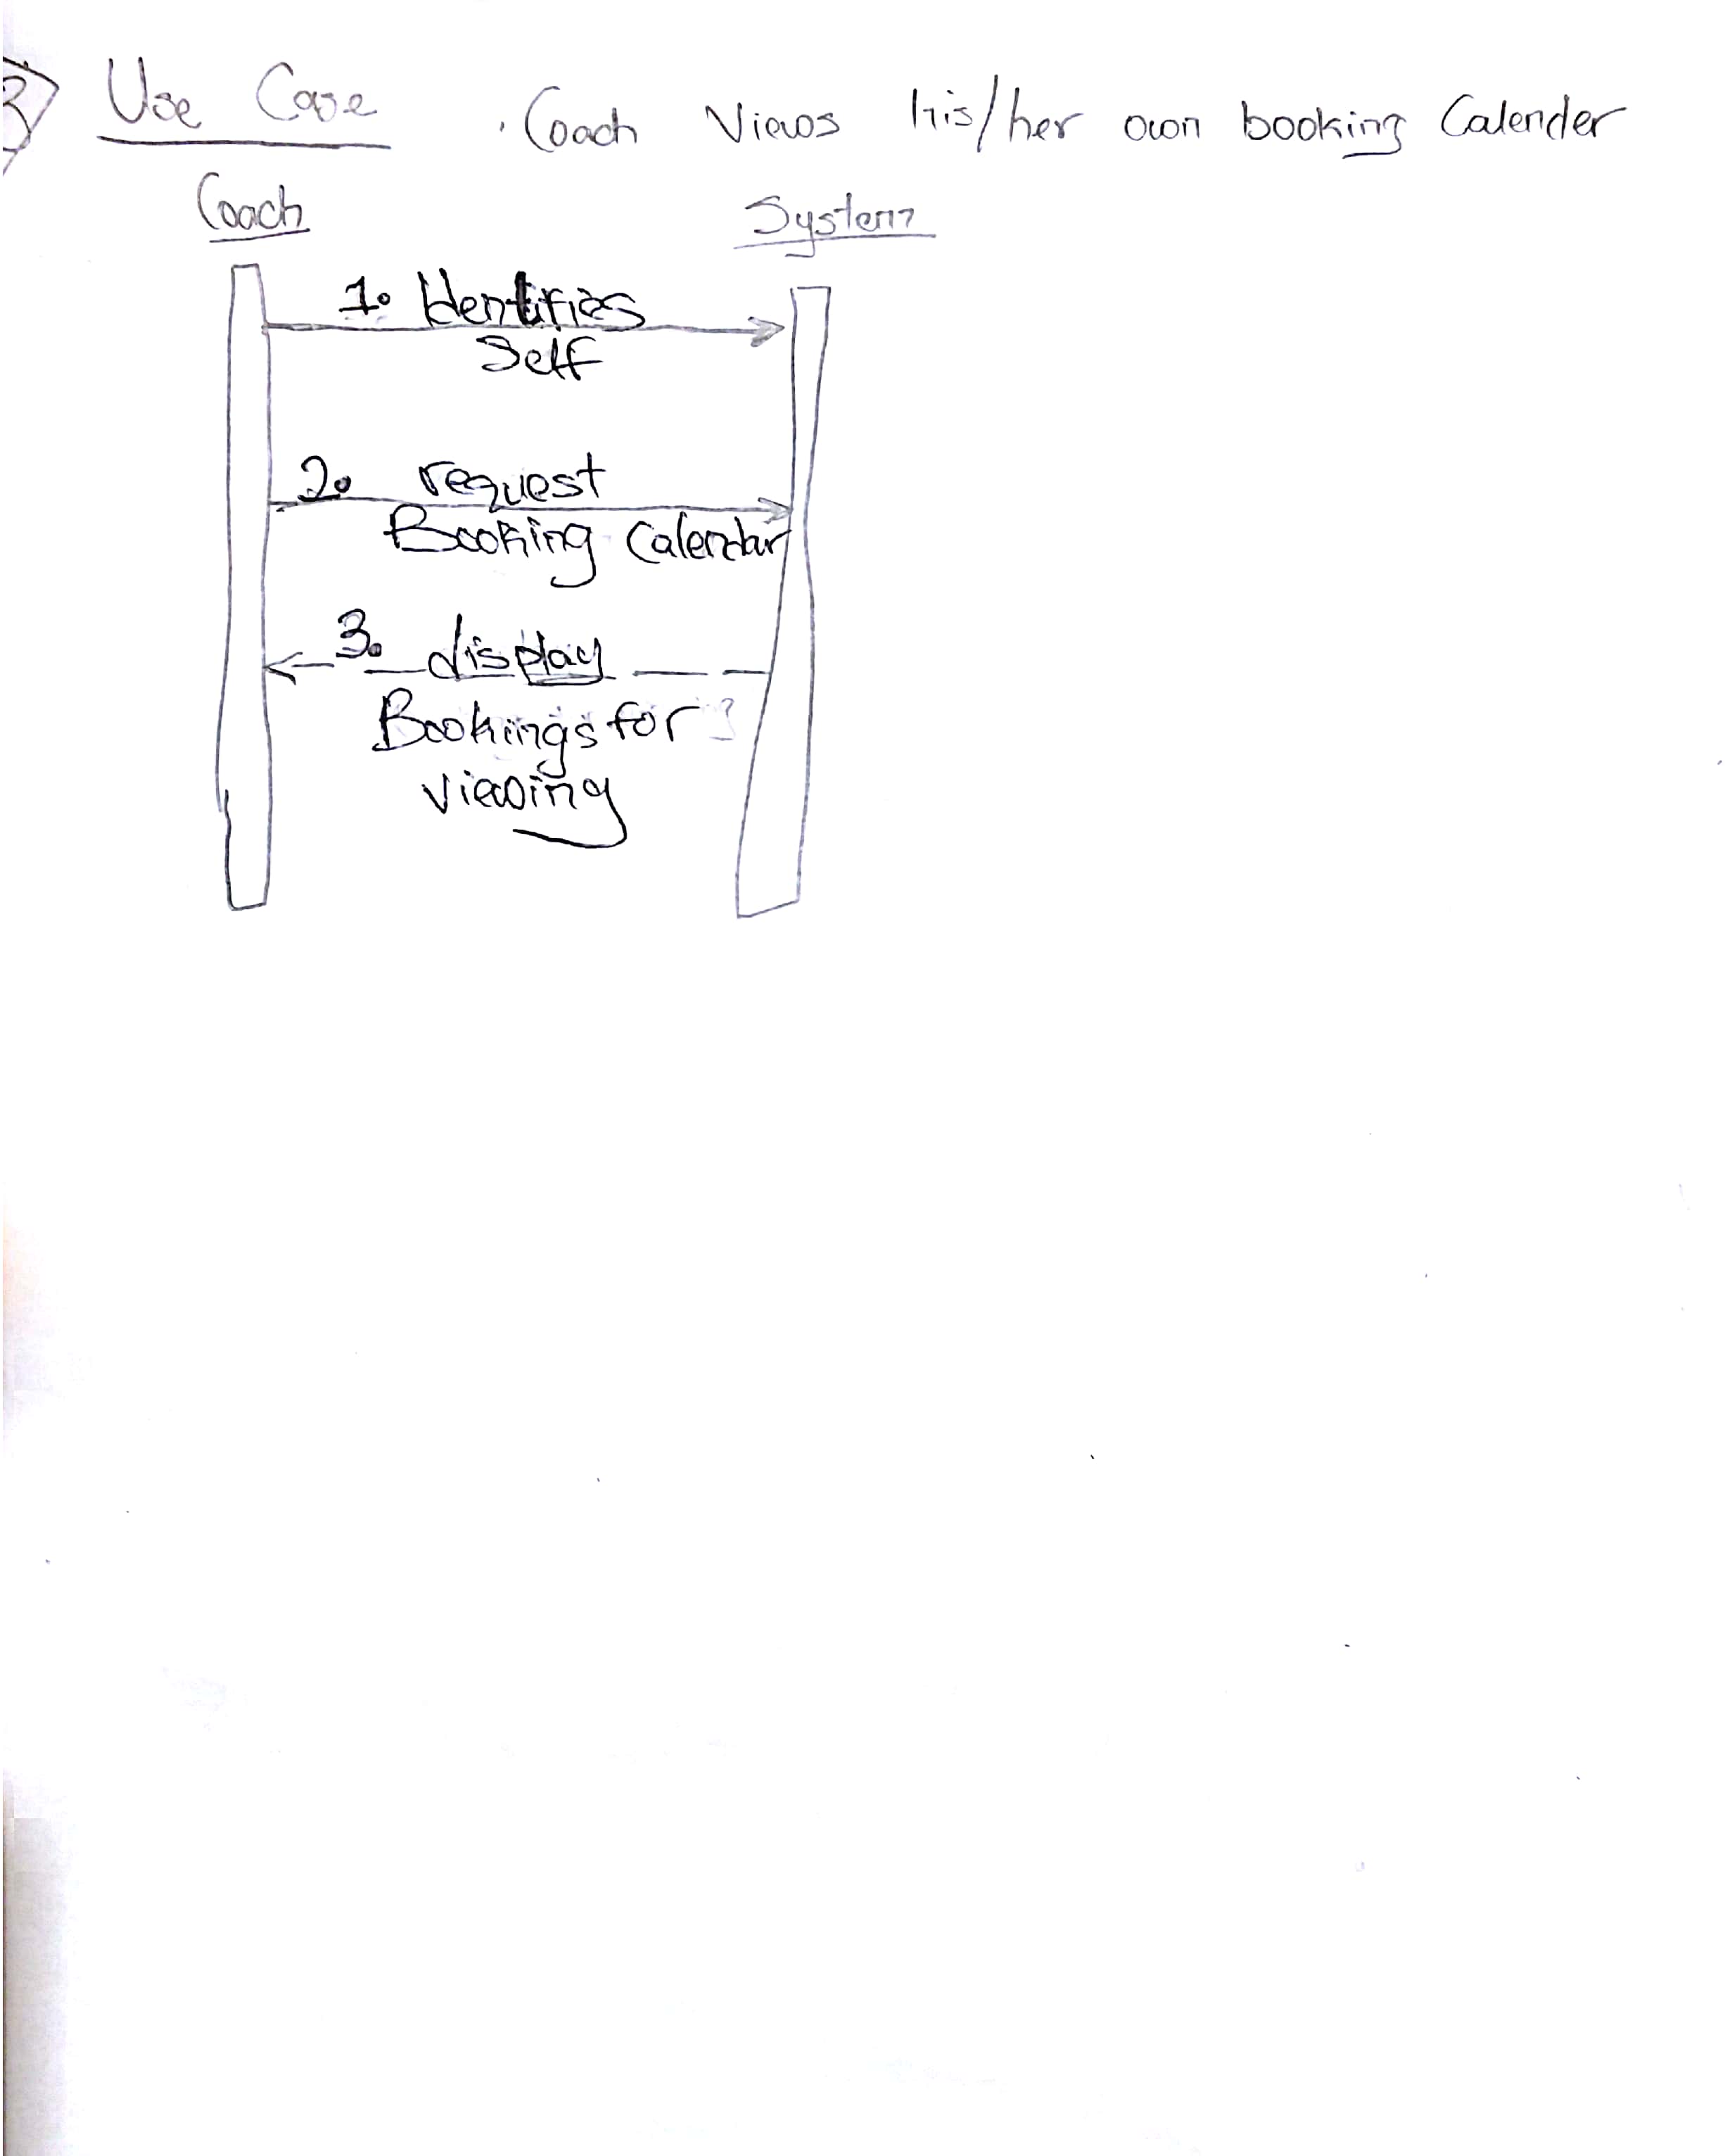 Use Case . Coach Views his/her own booking Calender
Coach
System
1. Identifies
Self
2. request
Booking Calendar
3. display
Bookings for
viewing